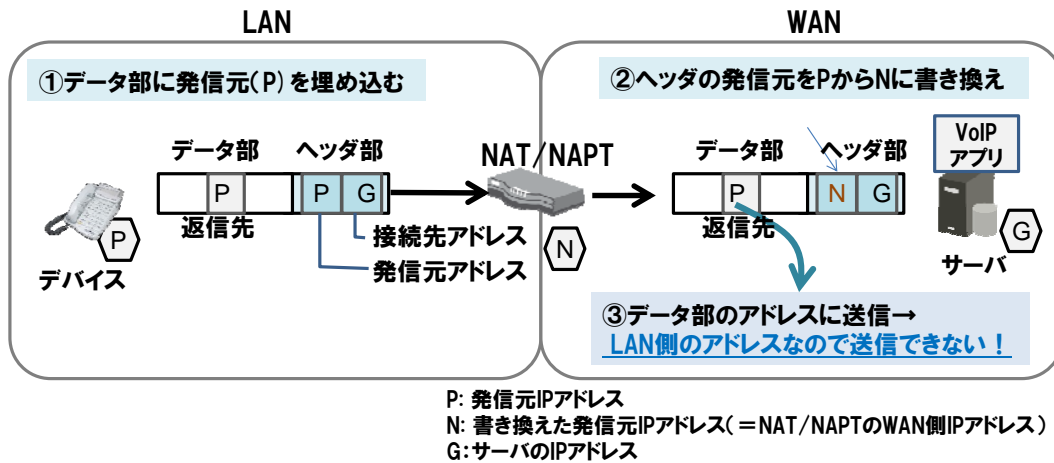 LAN
WAN
①データ部に発信元(P)を埋め込む
②ヘッダの発信元をPからNに書き換え
データ部
ヘッダ部
NAT/NAPT
データ部
ヘッダ部
VoIP
アプリ
P
P
G
P
N
G
返信先
返信先
P
デバイス
接続先アドレス
発信元アドレス
N
G
サーバ
③データ部のアドレスに送信→
LAN側のアドレスなので送信できない！
P: 発信元IPアドレス
N: 書き換えた発信元IPアドレス(＝NAT/NAPTのWAN側IPアドレス)
G:サーバのIPアドレス